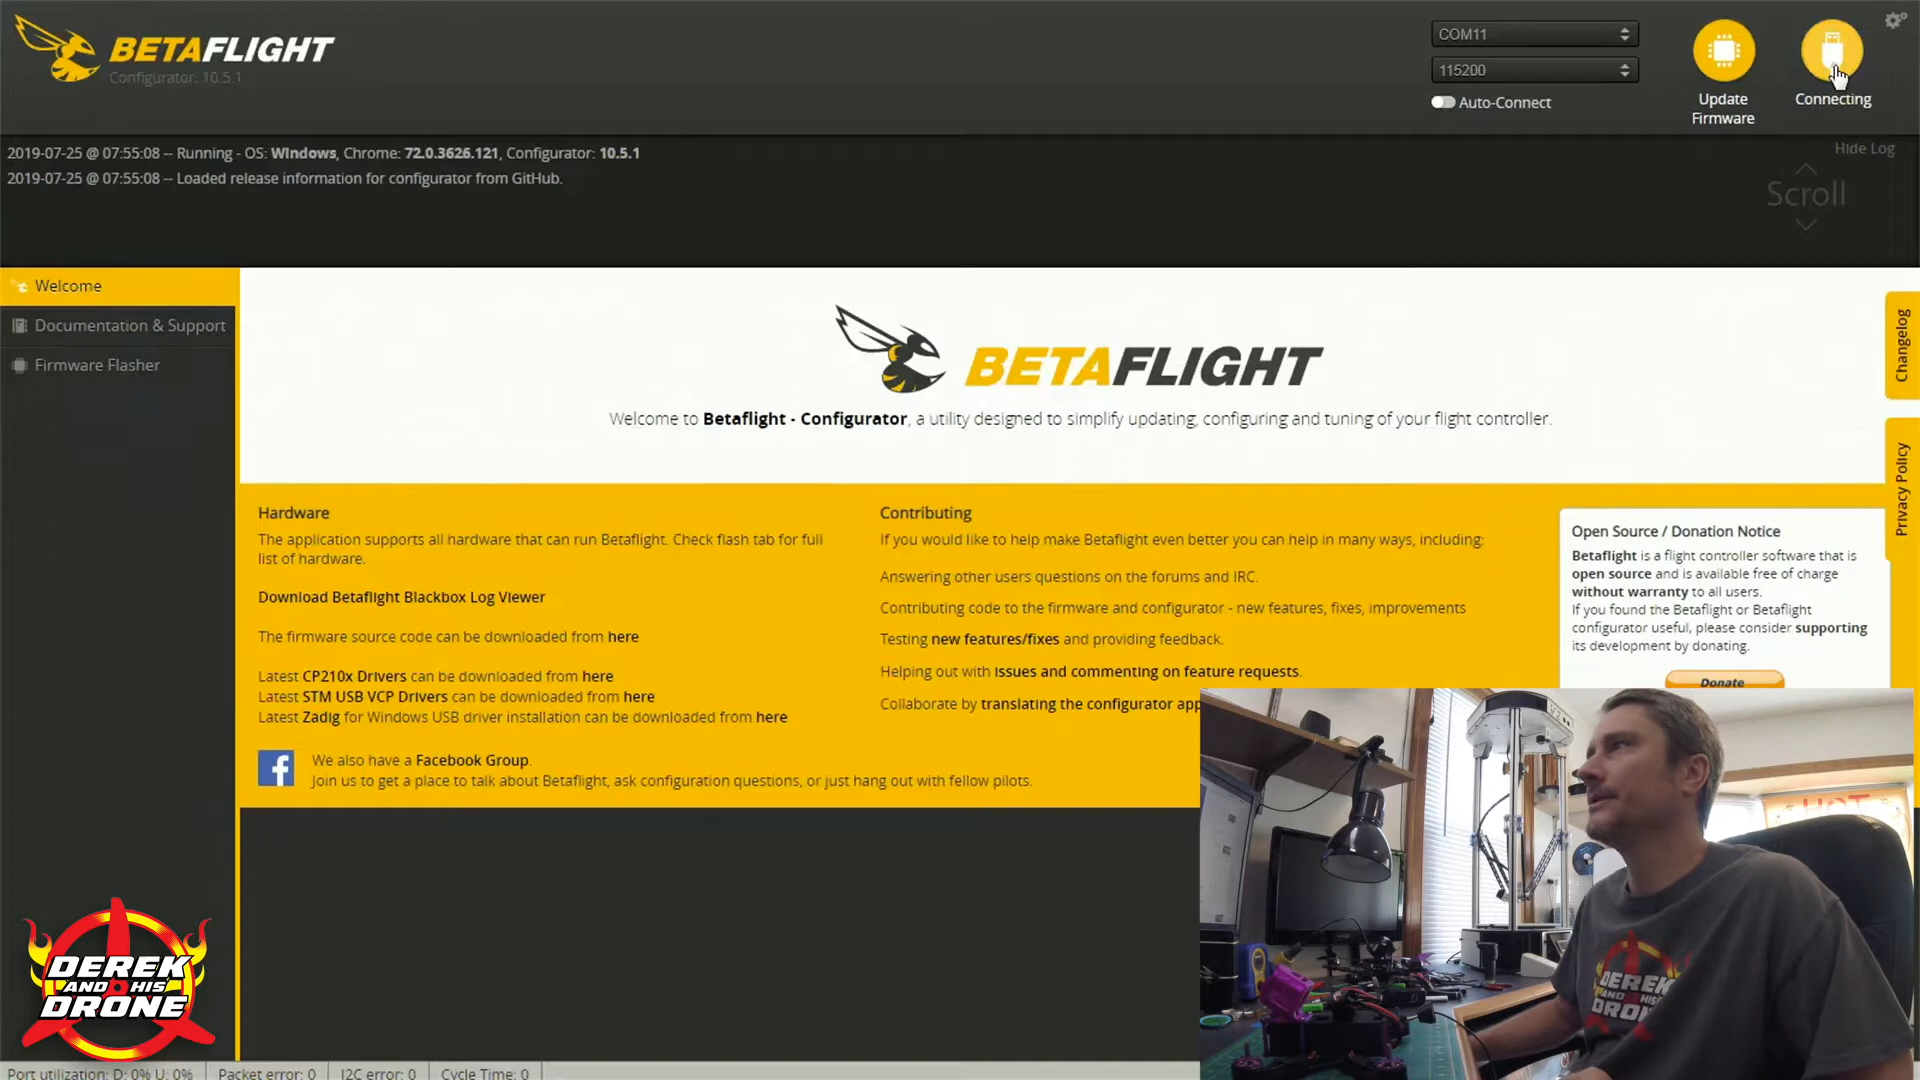 BETAFLIGHT
Configurator: 10.5.1
COM11
115200
Auto-Connect
Update
Firmware
Connecting
2019-07-25 @ 07:55:08 -- Running - OS: Windows, Chrome: 72.0.3626.121, Configurator: 10.5.1
2019-07-25 @ 07:55:08 -- Loaded release information for configurator from GitHub.
Hide Log
Scroll
Welcome
Documentation & Support
Firmware Flasher
BETAFLIGHT
Welcome to Betaflight - Configurator, a utility designed to simplify updating, configuring and tuning of your flight controller.
Changelog
Privacy Policy
Hardware
The application supports all hardware that can run Betaflight. Check flash tab for full
list of hardware.
Download Betaflight Blackbox Log Viewer
The firmware source code can be downloaded from here
Latest CP210x Drivers can be downloaded from here
Latest STM USB VCP Drivers can be downloaded from here
Latest Zadig for Windows USB driver installation can be downloaded from here
We also have a Facebook Group.
Join us to get a place to talk about Betaflight, ask configuration questions, or just hang out with fellow pilots.
Contributing
If you would like to help make Betaflight even better you can help in many ways, including:
Answering other users questions on the forums and IRC.
Contributing code to the firmware and configurator - new features, fixes, improvements
Testing new features/fixes and providing feedback.
Helping out with issues and commenting on feature requests.
Collaborate by translating the configurator app
Open Source / Donation Notice
Betaflight is a flight controller software that is
open source and is available free of charge
without warranty to all users.
If you found the Betaflight or Betaflight
configurator useful, please consider supporting
its development by donating.
Donate
DEREK
AND HIS
DRONE
HOT
DEREK
AND HIS
DRON
Port utilization: D: 0% U: 0%
Packet error: 0
I2C error: 0
Cycle Time: 0